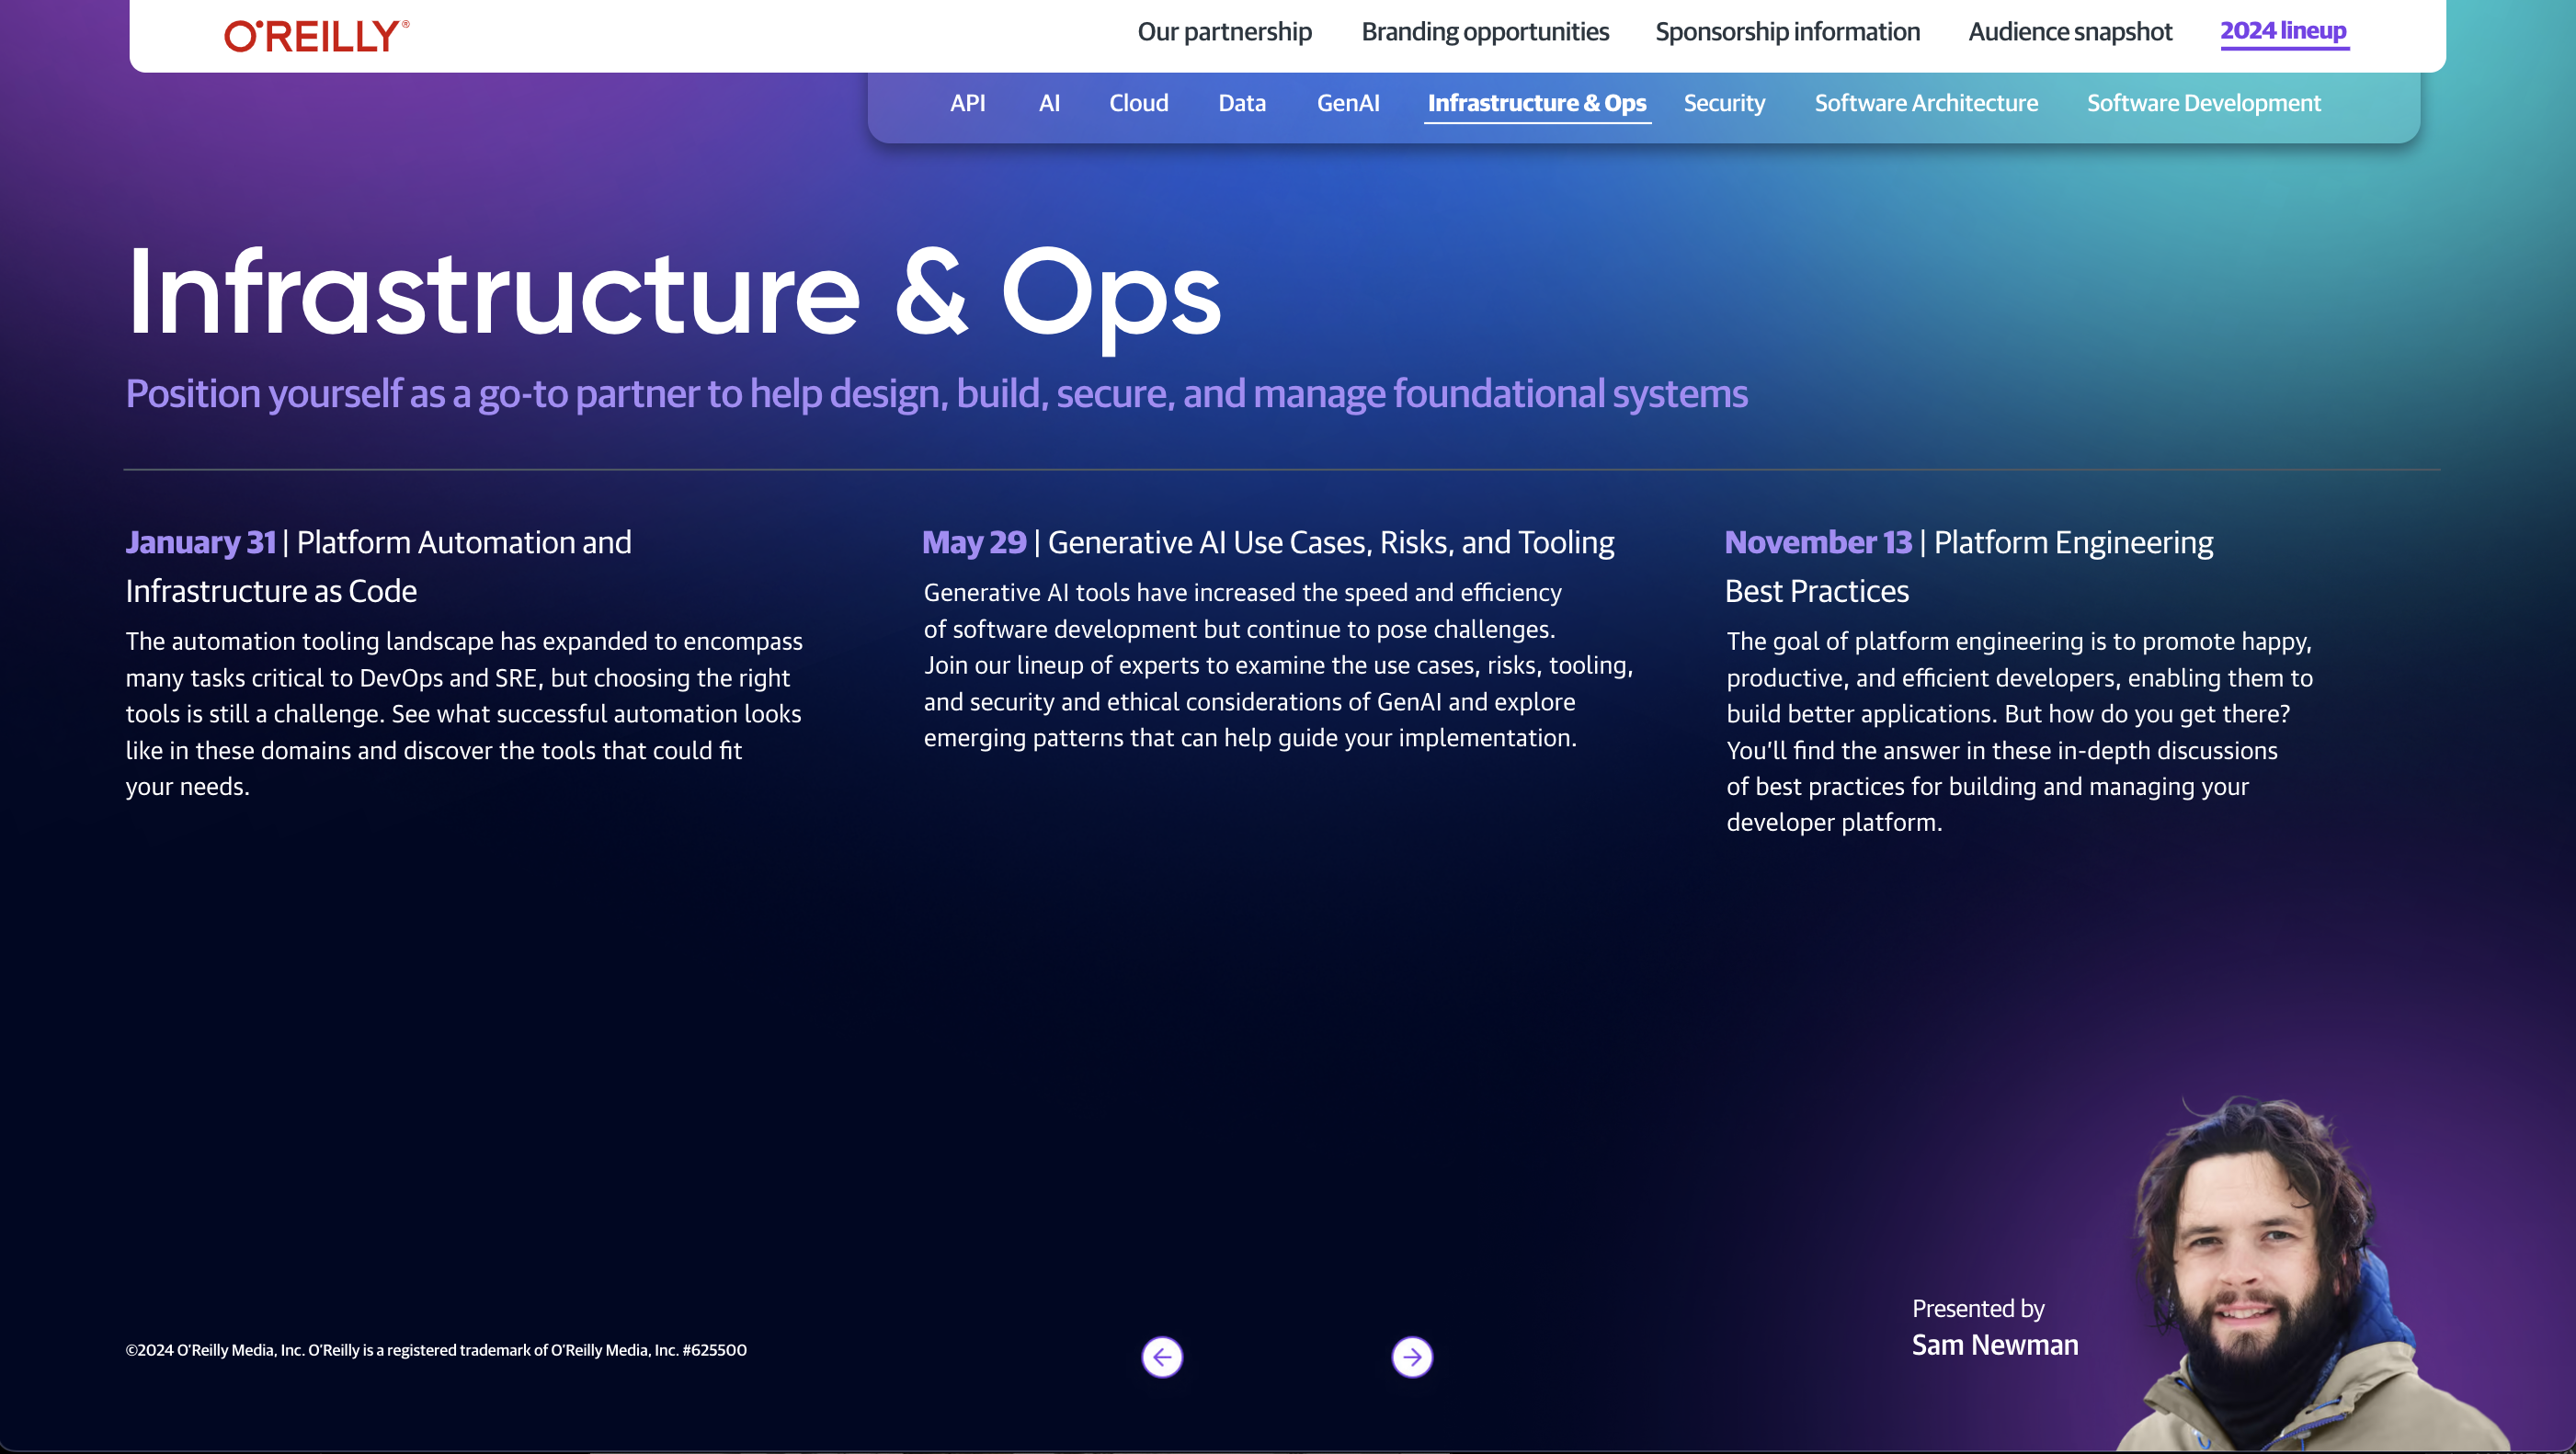 O'REILLY®
Our partnership Branding opportunities Sponsorship information Audience snapshot 2024 lineup
API AI Cloud Data GenAI Infrastructure & Ops Security Software Architecture Software Development
Infrastructure & Ops
Position yourself as a go-to partner to help design, build, secure, and manage foundational systems
January 31 | Platform Automation and
Infrastructure as Code
The automation tooling landscape has expanded to encompass
many tasks critical to DevOps and SRE, but choosing the right
tools is still a challenge. See what successful automation looks
like in these domains and discover the tools that could fit
your needs.
May 29 | Generative AI Use Cases, Risks, and Tooling
Generative AI tools have increased the speed and efficiency
of software development but continue to pose challenges.
Join our lineup of experts to examine the use cases, risks, tooling,
and security and ethical considerations of GenAI and explore
emerging patterns that can help guide your implementation.
November 13 | Platform Engineering
Best Practices
The goal of platform engineering is to promote happy,
productive, and efficient developers, enabling them to
build better applications. But how do you get there?
You’ll find the answer in these in-depth discussions
of best practices for building and managing your
developer platform.
Presented by
Sam Newman
©2024 O’Reilly Media, Inc. O’Reilly is a registered trademark of O’Reilly Media, Inc. #625500